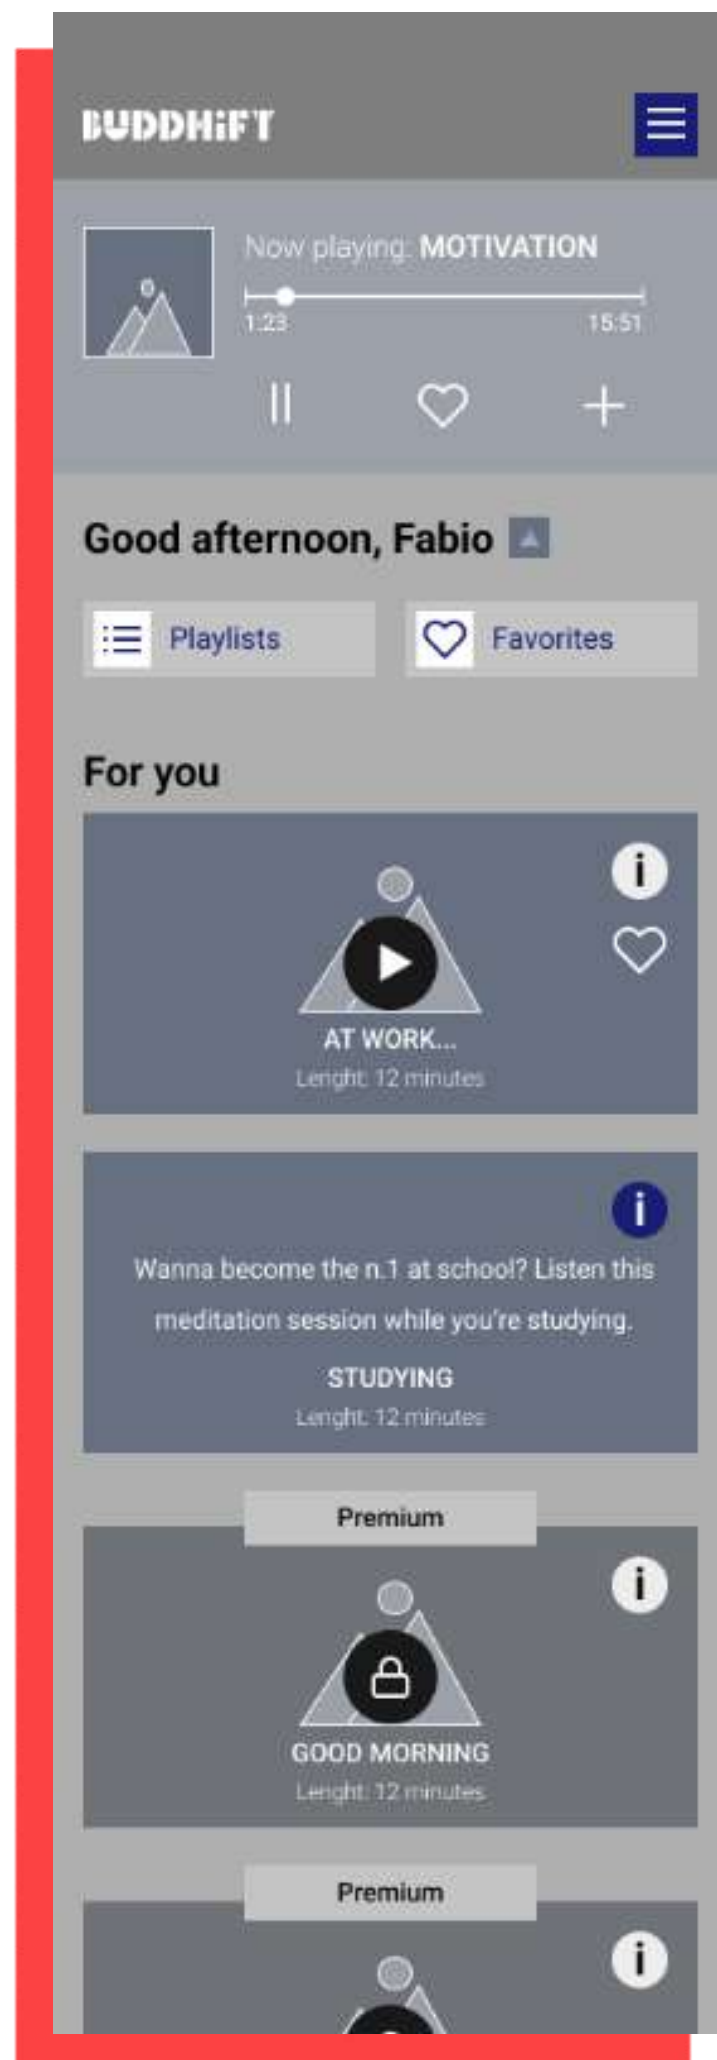 BUDDHiFT
Now playing: MOTIVATION
1:23 15:51
Good afternoon, Fabio
Playlists Favorites
For you
i
AT WORK...
Lenght: 12 minutes
i
Wanna become the n.1 at school? Listen this
meditation session while you're studying.
STUDYING
Lenght: 12 minutes
Premium
i
GOOD MORNING
Lenght: 12 minutes
Premium
i